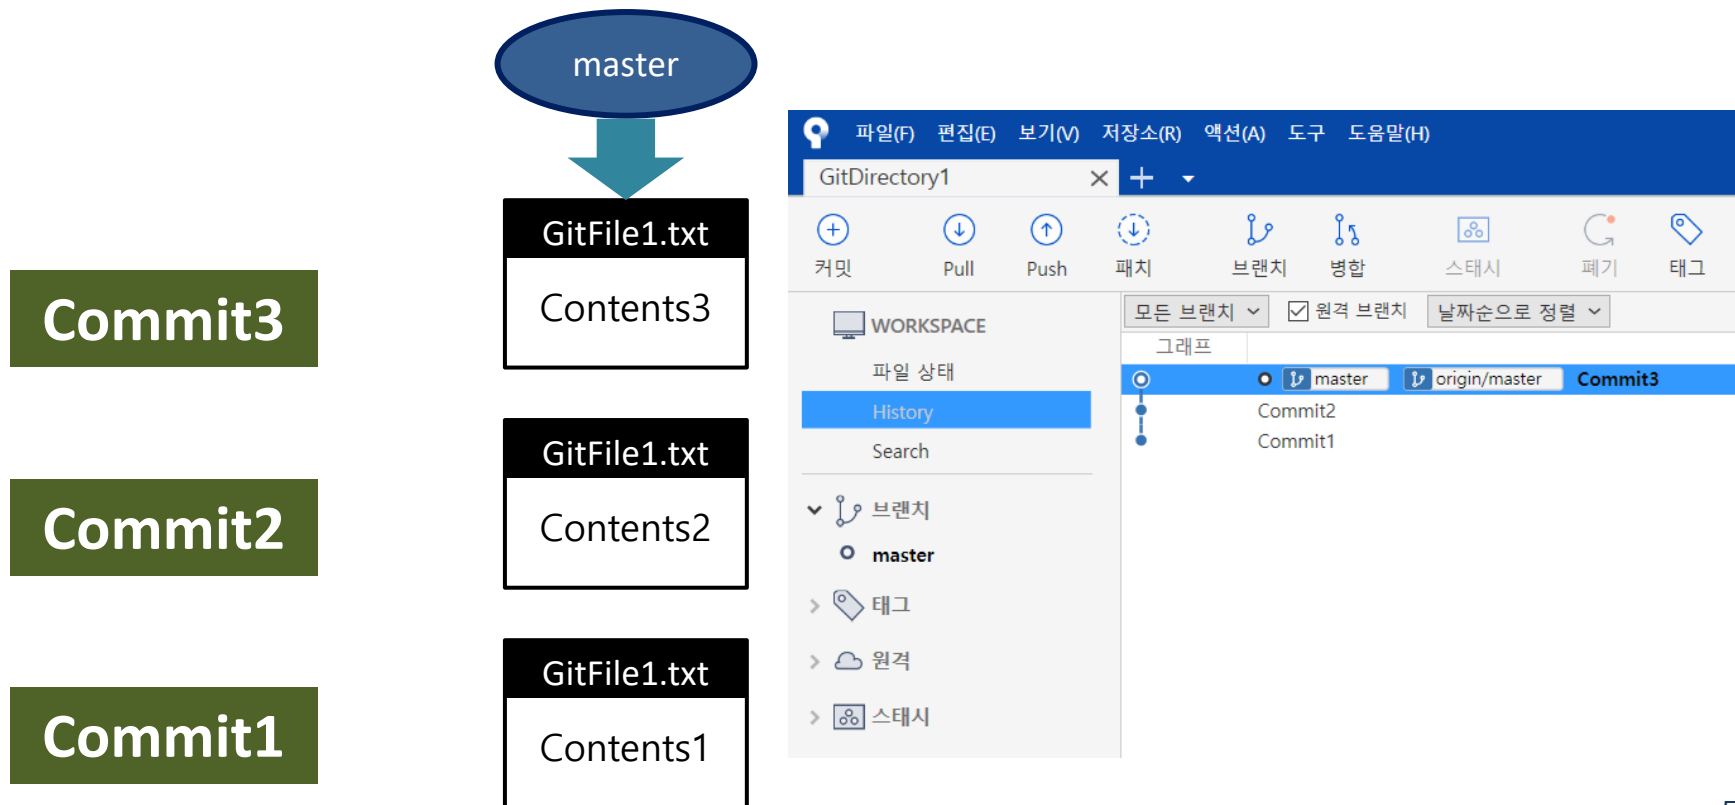 master
GitFile1.txt
Contents3
Commit3
GitFile1.txt
Contents2
Commit2
GitFile1.txt
Contents1
Commit1
파일(F) 편집(E) 보기(V) 저장소(R) 액션(A) 도구 도움말(H)
GitDirectory1
커밋 Pull Push 패치 브랜치 병합 스태시 폐기 태그
WORKSPACE
파일 상태
History
Search
브랜치
master
태그
원격
스태시
모든 브랜치 원격 브랜치 날짜순으로 정렬
그래프
master origin/master Commit3
Commit2
Commit1